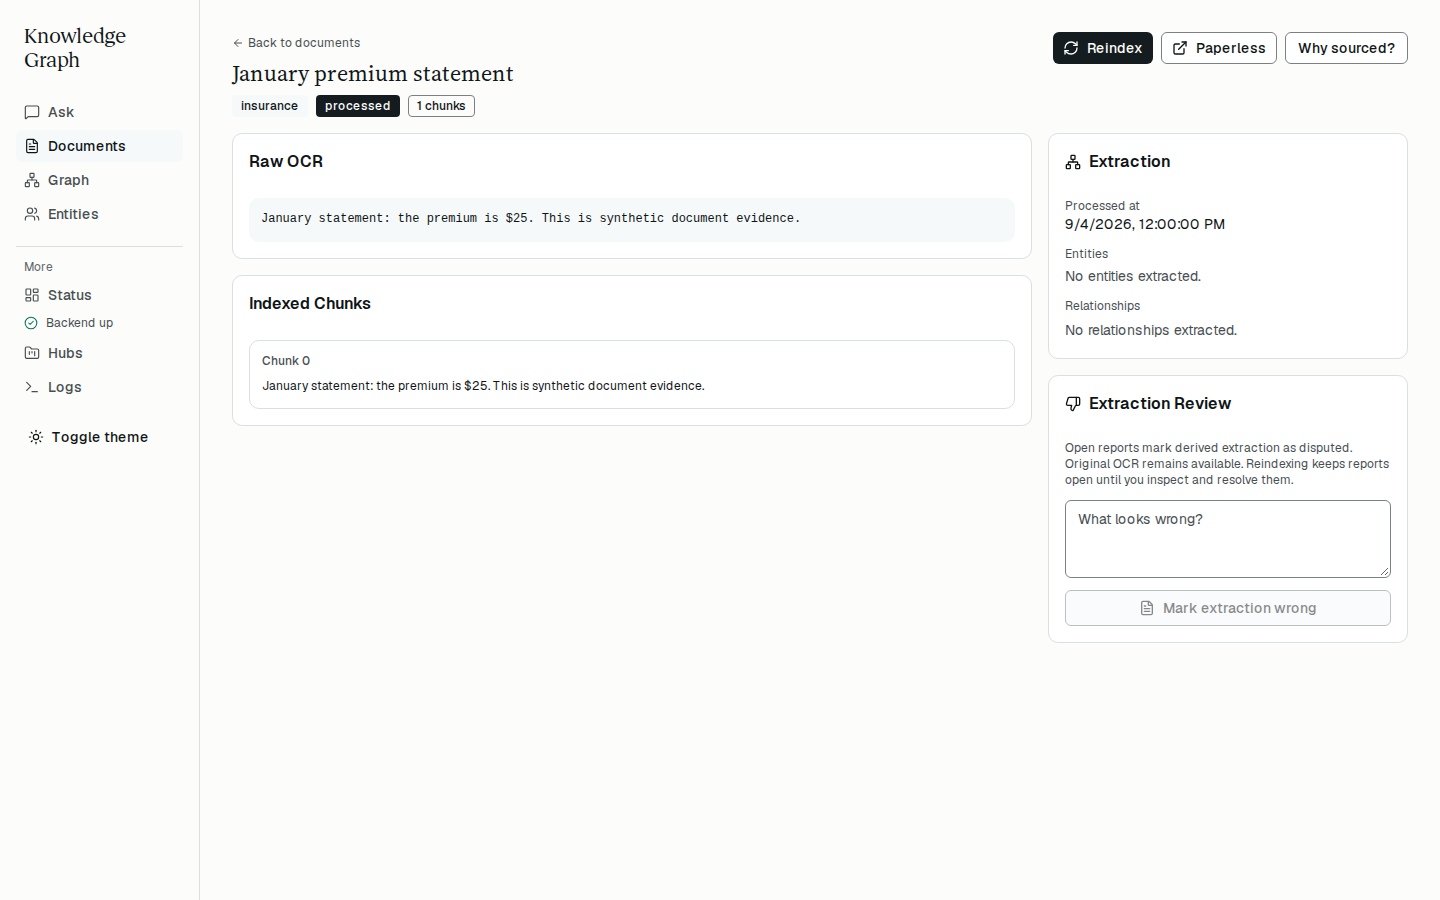 Knowledge
Graph
Ask
Documents
Graph
Entities
More
Status
Backend up
Hubs
Logs
Toggle theme
Back to documents
January premium statement
insurance
processed
1 chunks
Reindex
Paperless
Why sourced?
Raw OCR
January statement: the premium is $25. This is synthetic document evidence.
Indexed Chunks
Chunk 0
January statement: the premium is $25. This is synthetic document evidence.
Extraction
Processed at
9/4/2026, 12:00:00 PM
Entities
No entities extracted.
Relationships
No relationships extracted.
Extraction Review
Open reports mark derived extraction as disputed.
Original OCR remains available. Reindexing keeps reports
open until you inspect and resolve them.
What looks wrong?
Mark extraction wrong